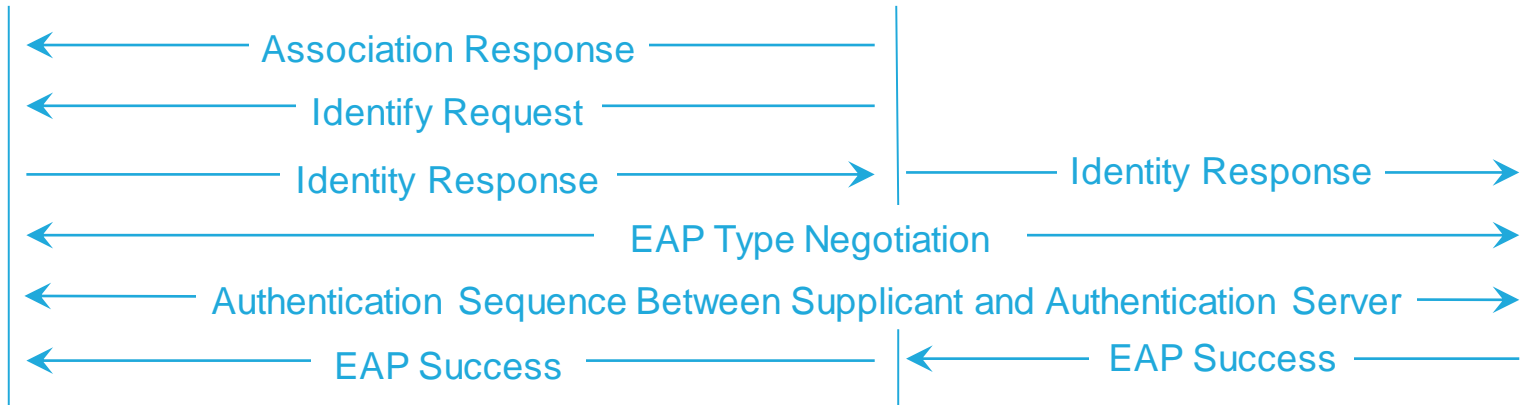 Association Response
Identify Request
Identity Response
Identity Response
EAP Type Negotiation
Authentication Sequence Between Supplicant and Authentication Server
EAP Success
EAP Success